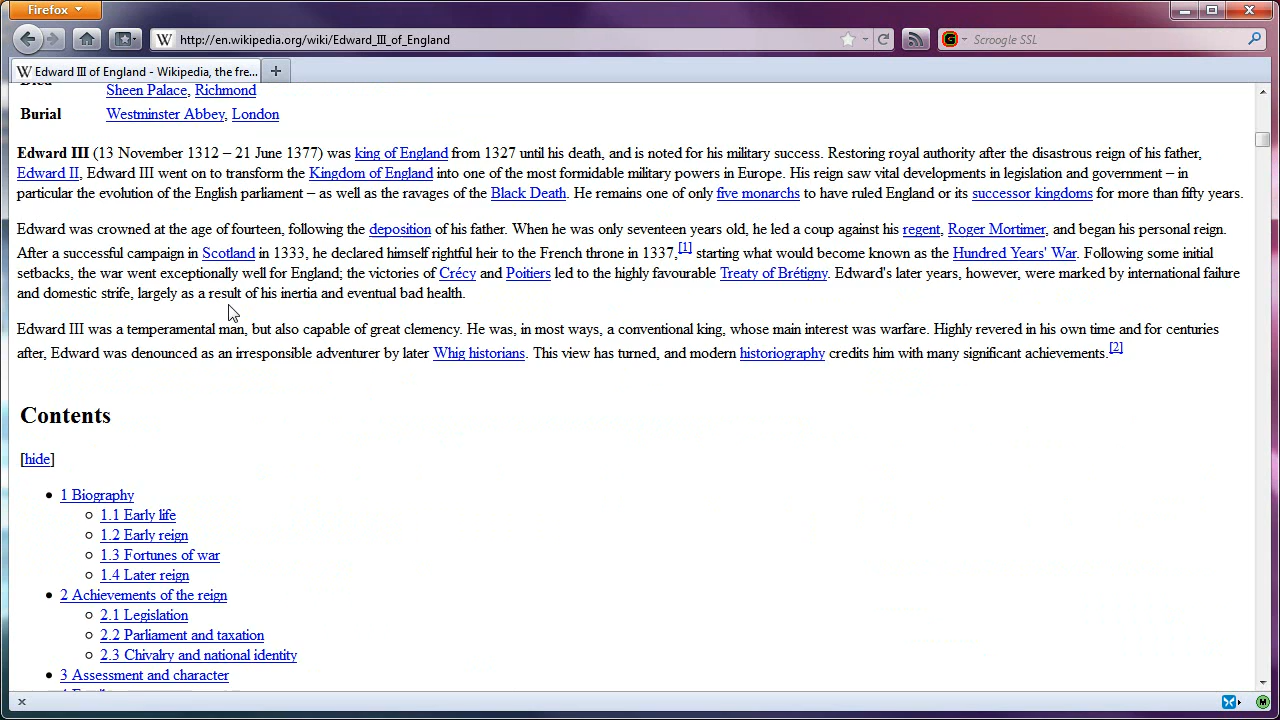 Firefox
http://en.wikipedia.org/wiki/Edward_III_of_England
Scroogle SSL
Edward III of England - Wikipedia, the fre...
Sheen Palace, Richmond
Burial Westminster Abbey, London
Edward III (13 November 1312 – 21 June 1377) was king of England from 1327 until his death, and is noted for his military success. Restoring royal authority after the disastrous reign of his father,
Edward II, Edward III went on to transform the Kingdom of England into one of the most formidable military powers in Europe. His reign saw vital developments in legislation and government – in
particular the evolution of the English parliament – as well as the ravages of the Black Death. He remains one of only five monarchs to have ruled England or its successor kingdoms for more than fifty years.
Edward was crowned at the age of fourteen, following the deposition of his father. When he was only seventeen years old, he led a coup against his regent, Roger Mortimer, and began his personal reign.
After a successful campaign in Scotland in 1333, he declared himself rightful heir to the French throne in 1337,[1] starting what would become known as the Hundred Years' War. Following some initial
setbacks, the war went exceptionally well for England; the victories of Crécy and Poitiers led to the highly favourable Treaty of Brétigny. Edward's later years, however, were marked by international failure
and domestic strife, largely as a result of his inertia and eventual bad health.
Edward III was a temperamental man, but also capable of great clemency. He was, in most ways, a conventional king, whose main interest was warfare. Highly revered in his own time and for centuries
after, Edward was denounced as an irresponsible adventurer by later Whig historians. This view has turned, and modern historiography credits him with many significant achievements.[2]
Contents
[hide]
1 Biography
1.1 Early life
1.2 Early reign
1.3 Fortunes of war
1.4 Later reign
2 Achievements of the reign
2.1 Legislation
2.2 Parliament and taxation
2.3 Chivalry and national identity
3 Assessment and character